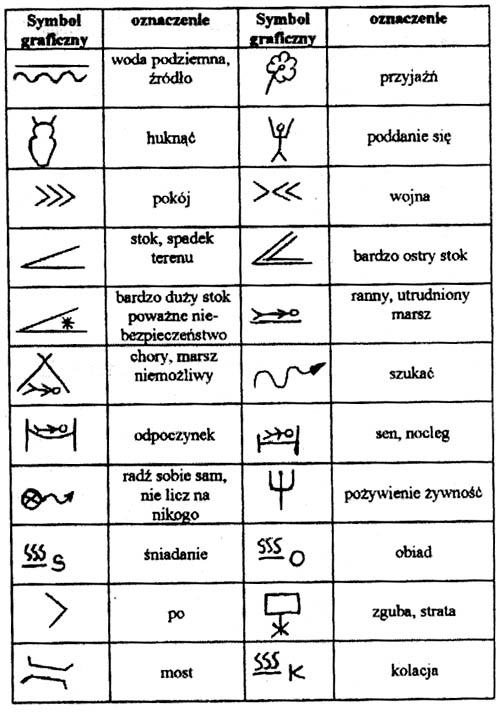 Symbol
graficzny
oznaczenie
Symbol
graficzny
oznaczenie
woda podziemna,
źródło
przyjaźń
huknąć
poddanie się
pokój
wojna
stok, spadek
terenu
bardzo ostry stok
bardzo duży stok
poważne nie-
bezpieczeństwo
ranny, utrudniony
marsz
chory, marsz
niemożliwy
szukać
odpoczynek
sen, nocleg
radź sobie sam,
nie licz na
nikogo
pożywienie żywność
S
śniadanie
O
obiad
po
zguba, strata
most
K
kolacja